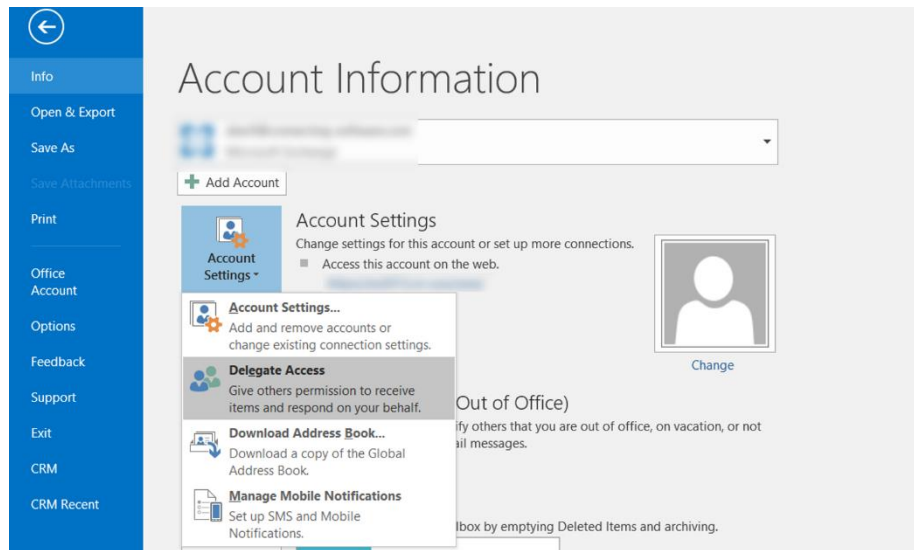 Account Information
Info
Open & Export
Save As
Save Attachments
Print
Office
Account
Options
Feedback
Support
Exit
CRM
CRM Recent
Add Account
Account
Settings
Account Settings
Change settings for this account or set up more connections.
Access this account on the web.
Change
Account Settings...
Add and remove accounts or
change existing connection settings.
Delegate Access
Give others permission to receive
items and respond on your behalf.
Download Address Book...
Download a copy of the Global
Address Book.
Manage Mobile Notifications
Set up SMS and Mobile
Notifications.
(Out of Office)
ify others that you are out of office, on vacation, or not
ail messages.
lbox by emptying Deleted Items and archiving.